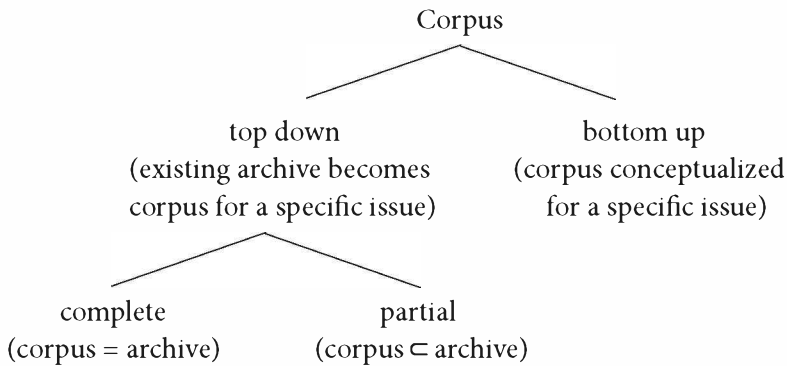 Corpus
top down
(existing archive becomes
corpus for a specific issue)
bottom up
(corpus conceptualized
for a specific issue)
complete
(corpus = archive)
partial
(corpus ⊂ archive)